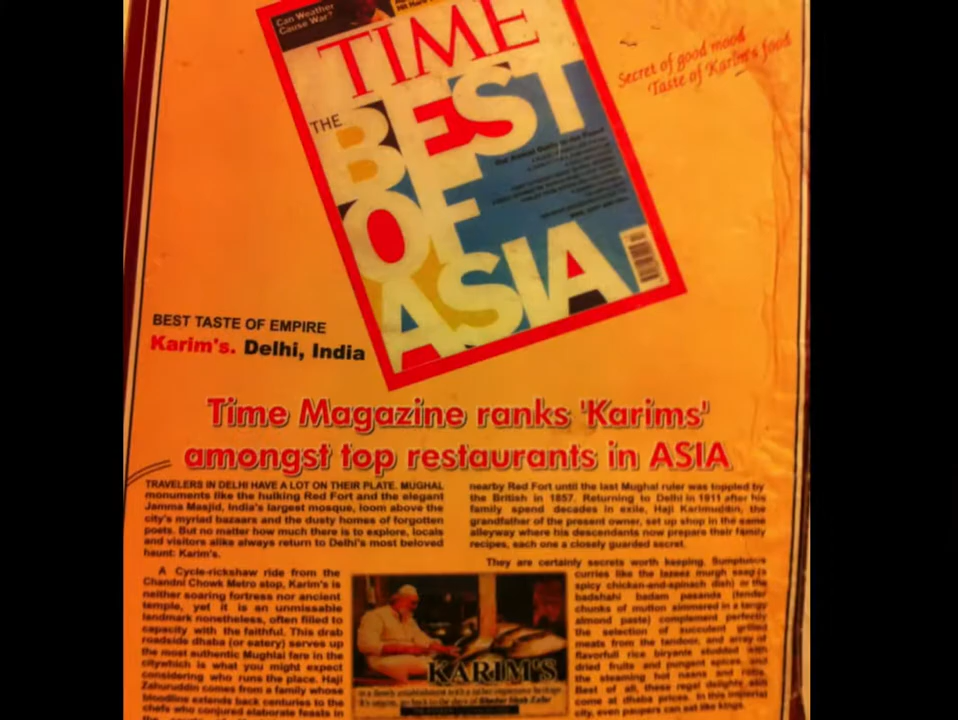 Can Weather
Cause War?
TIME
THE
BEST
OF
ASIA
Secret of good mood
Taste of Karim's food
BEST TASTE OF EMPIRE
Karim's. Delhi, India
Time Magazine ranks 'Karims'
amongst top restaurants in ASIA
TRAVELERS IN DELHI HAVE A LOT ON THEIR PLATE. MUGHAL
monuments like the hulking Red Fort and the elegant
Jamma Masjid, India's largest mosque, loom above the
city's myriad bazaars and the dusty homes of forgotten
poets. But no matter how much there is to explore, locals
and visitors alike always return to Delhi's most beloved
haunt: Karim's.
A Cycle-rickshaw ride from the
Chandni Chowk Metro stop, Karim's is
neither soaring fortress nor ancient
temple, yet it is an unmissable
landmark nonetheless, often filled to
capacity with the faithful. This drab
roadside dhaba (or eatery) serves up
the most authentic Mughlai fare in the
citywhich is what you might expect
considering who runs the place. Haji
Zahuruddin comes from a family whose
bloodline extends back centuries to the
chefs who conjured elaborate feasts in
nearby Red Fort until the last Mughal ruler was toppled by
the British in 1857. Returning to Delhi in 1911 after his
family spend decades in exile, Haji Karimuddin, the
grandfather of the present owner, set up shop in the same
alleyway where his descendants now prepare their family
recipes, each one a closely guarded secret.
They are certainly secrets worth keeping. Sumptuous
curries like the lazeez murgh saag (a
spicy chicken-and-spinach dish) or the
badshahi badam pasanda (tender
chunks of mutton simmered in a tangy
almond paste) complement perfectly
the selection of succulent grilled
meats from the tandoor, and array of
flavorfull rice biryanis studded with
dried fruits and pungent spices, and
the steaming hot naans and rotis.
Best of all, these regal delights also
come at dhaba prices. In this imperial
city, even paupers can eat like kings.
KARIM'S